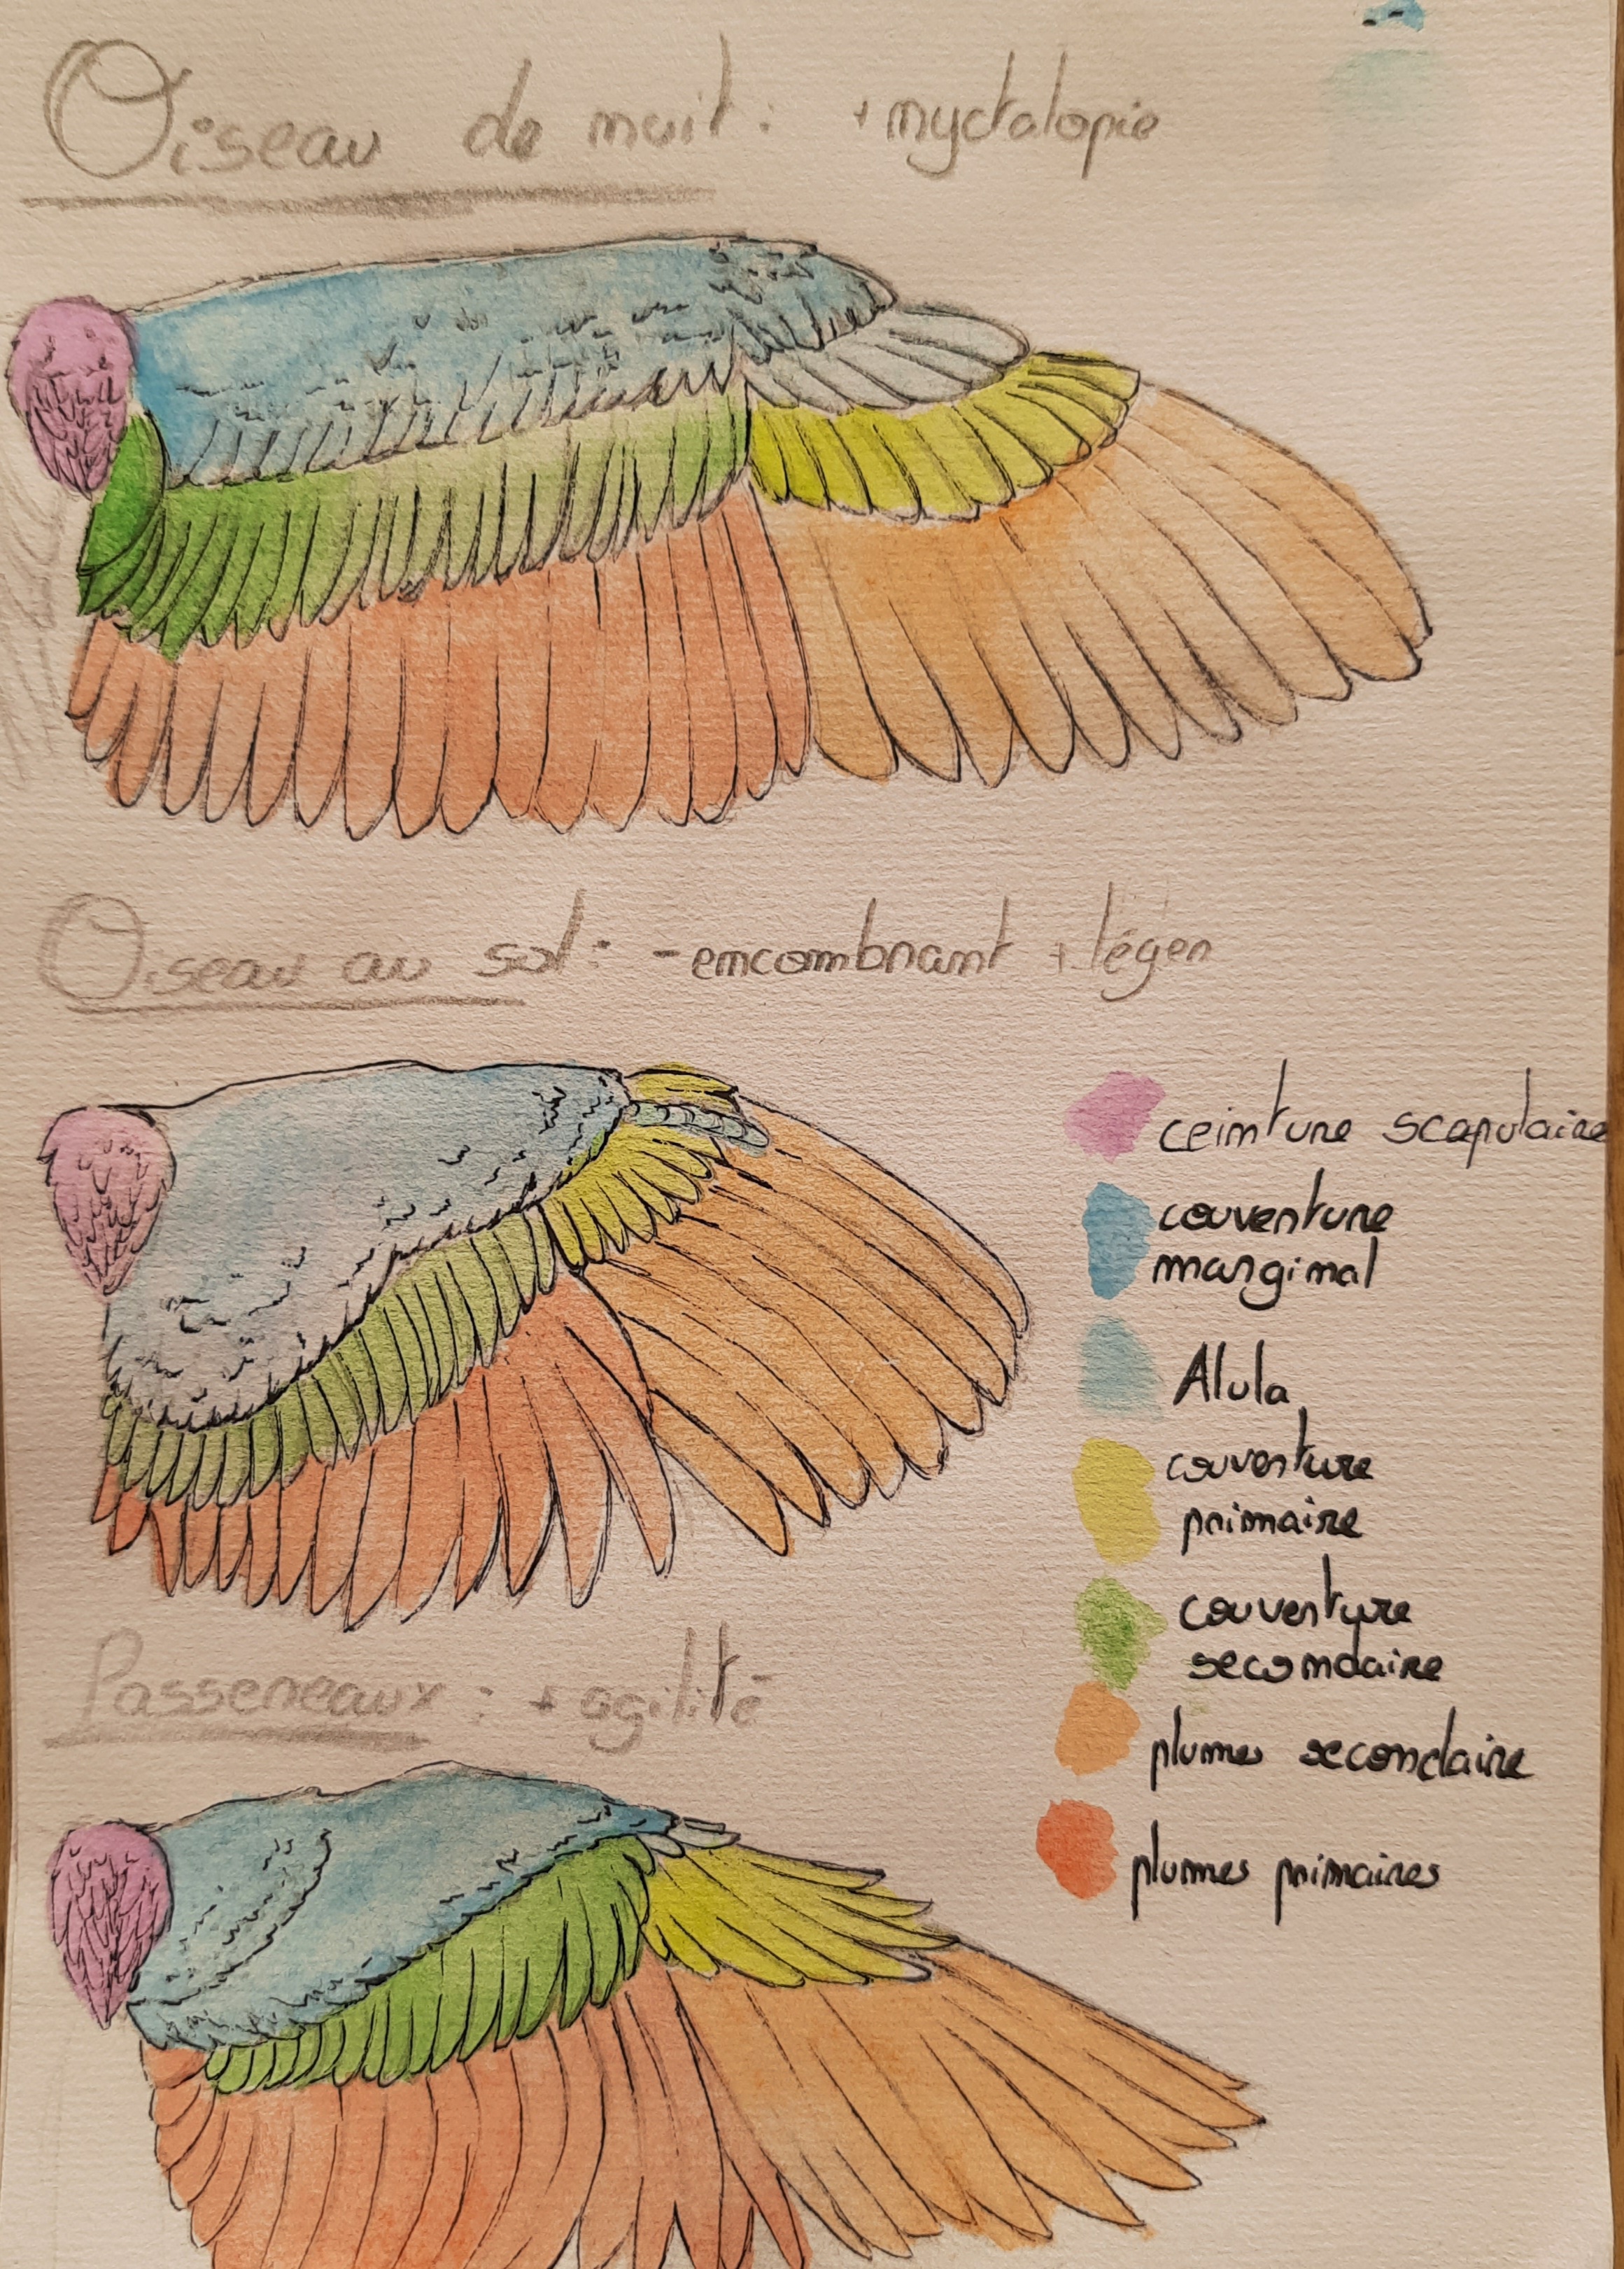 Oiseau de nuit : + nyctalopie
Oiseau au sol : - encombrant + léger
ceinture scapulaire
couverture
marginal
Alula
couverture
primaire
couverture
secondaire
plumes secondaire
plumes primaires
Passereaux : + agilité